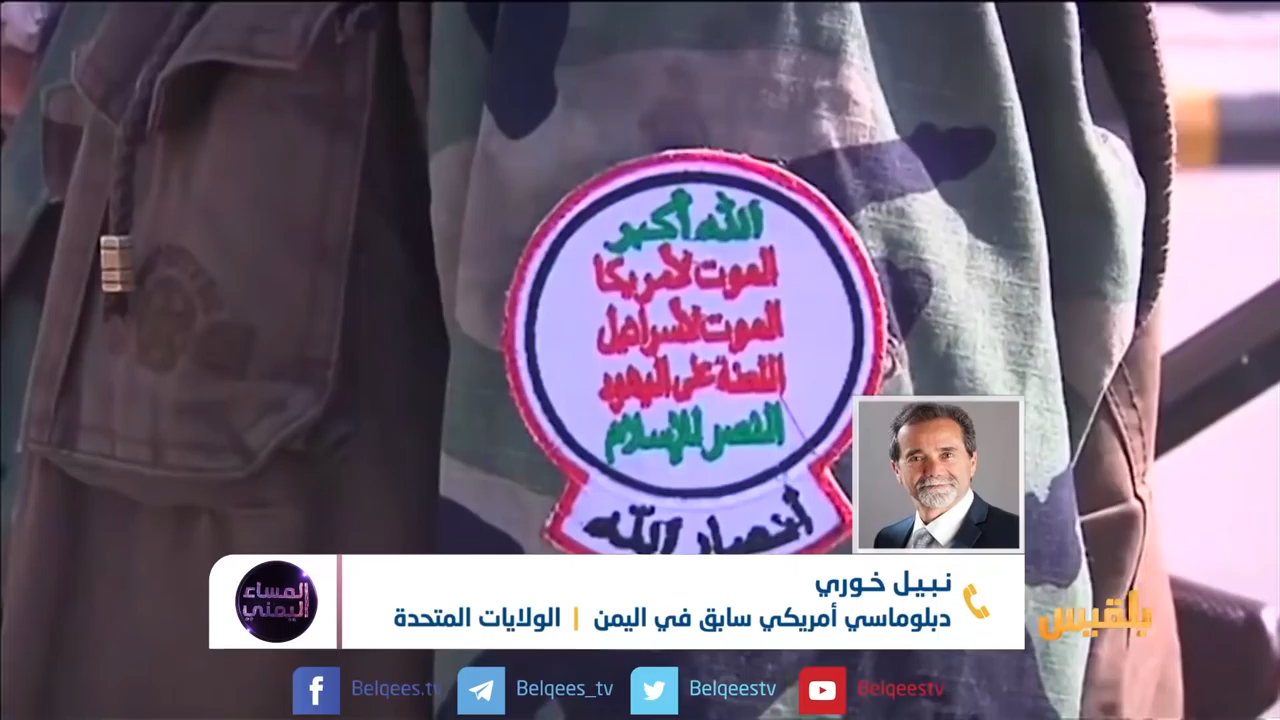 الله أكبر
الموت لأمريكا
الموت لأسرائيل
اللعنة على اليهود
النصر للإسلام
أنصار الله
نبيل خوري
دبلوماسي أمريكي سابق في اليمن | الولايات المتحدة
المساء
اليمني
بلقيس
f Belqees.tv
Belqees_tv
Belqeestv
Belqeestv